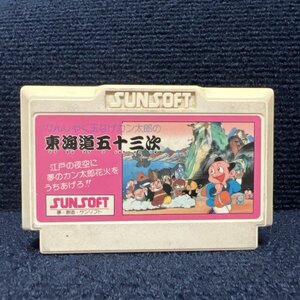 SUNSOFT
かんしゃく玉なげカン太郎の
東海道五十三次
江戸の夜空に
夢のカン太郎花火を
うちあげろ!!
SUNSOFT
夢・創造・サンソフト